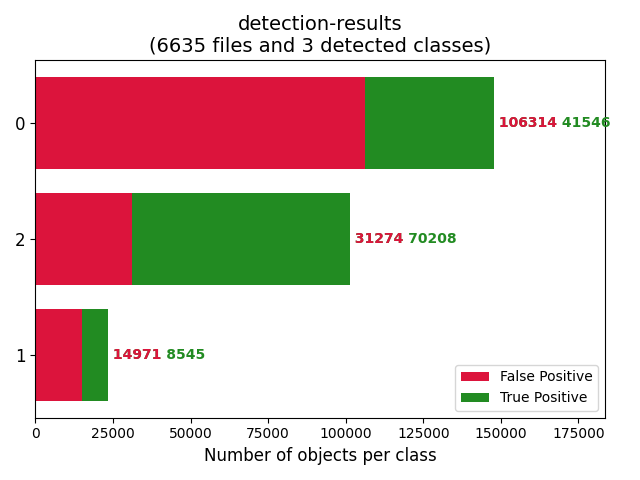 detection-results
(6635 files and 3 detected classes)
0
106314 41546
2
31274 70208
1
14971 8545
False Positive
True Positive
0 25000 50000 75000 100000 125000 150000 175000
Number of objects per class